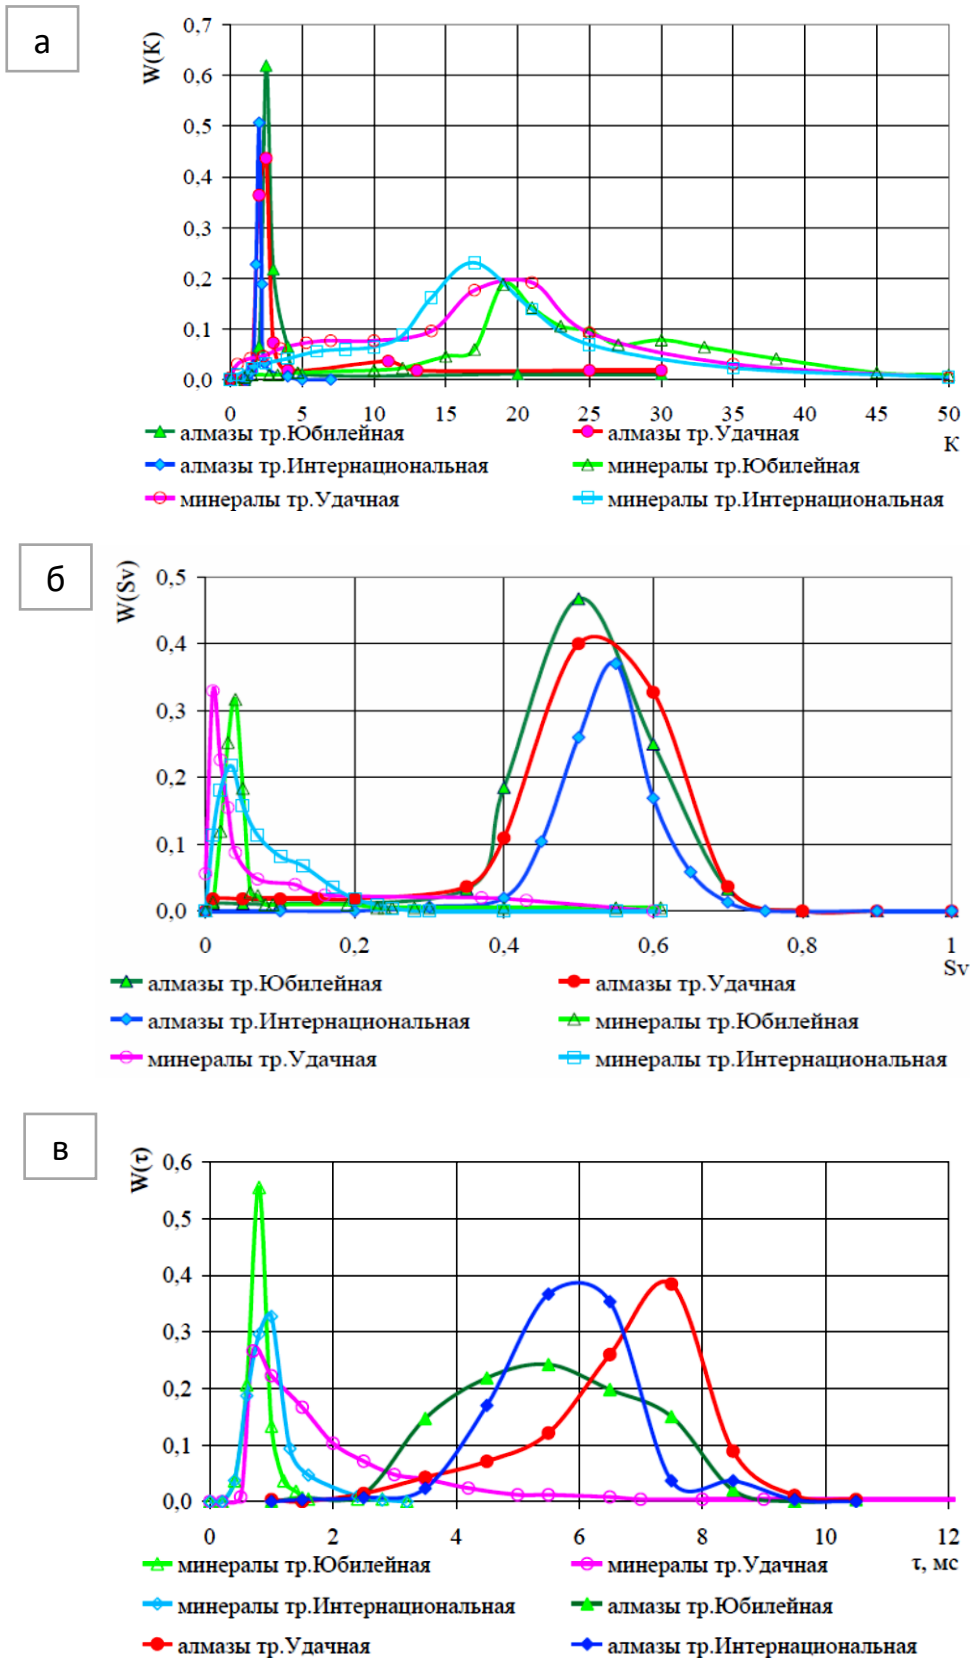 а
W(К)
0,7
0,6
0,5
0,4
0,3
0,2
0,1
0,0
0 5 10 15 20 25 30 35 40 45 50
К
алмазы тр.Юбилейная алмазы тр.Удачная
алмазы тр.Интернациональная минералы тр.Юбилейная
минералы тр.Удачная минералы тр.Интернациональная
б
W(Sv)
0,5
0,4
0,3
0,2
0,1
0,0
0 0,2 0,4 0,6 0,8 1
Sv
алмазы тр.Юбилейная алмазы тр.Удачная
алмазы тр.Интернациональная минералы тр.Юбилейная
минералы тр.Удачная минералы тр.Интернациональная
в
W(τ)
0,6
0,5
0,4
0,3
0,2
0,1
0,0
0 2 4 6 8 10 12
τ, мс
минералы тр.Юбилейная минералы тр.Удачная
минералы тр.Интернациональная алмазы тр.Юбилейная
алмазы тр.Удачная алмазы тр.Интернациональная